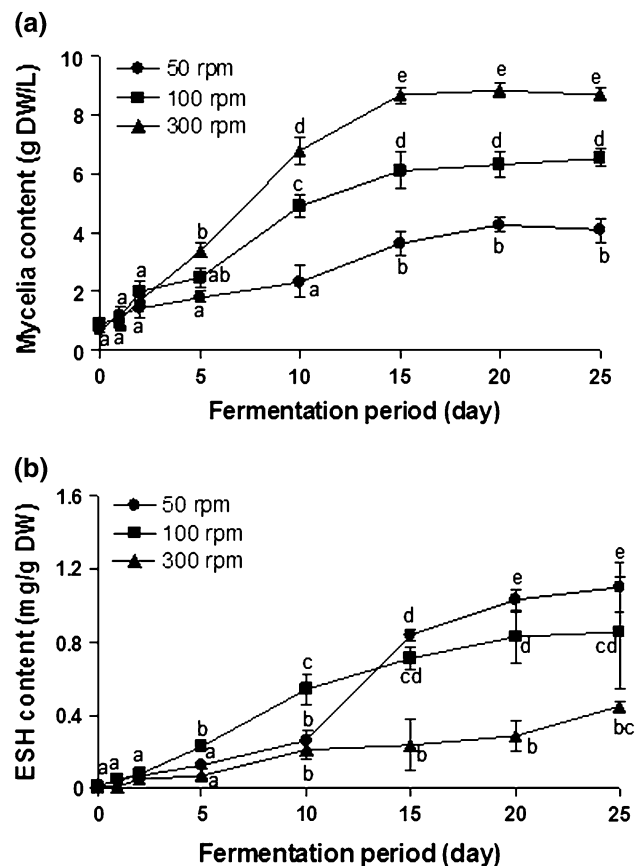 (a)
10
8
6
4
2
0
Mycelia content (g DW/L)
50 rpm
100 rpm
300 rpm
e e e
d d d d
c
b ab
a a a a a a
b b b
0 5 10 15 20 25
Fermentation period (day)
(b)
1.6
1.2
0.8
0.4
0
ESH content (mg/g DW)
50 rpm
100 rpm
300 rpm
e
e
d
d cd
cd
c
b b
bc
b b b
a a a a a
0 5 10 15 20 25
Fermentation period (day)